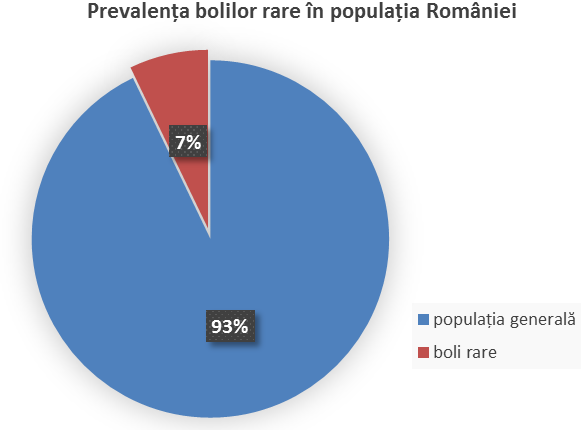 Prevalența bolilor rare în populația României
7%
93%
populația generală
boli rare